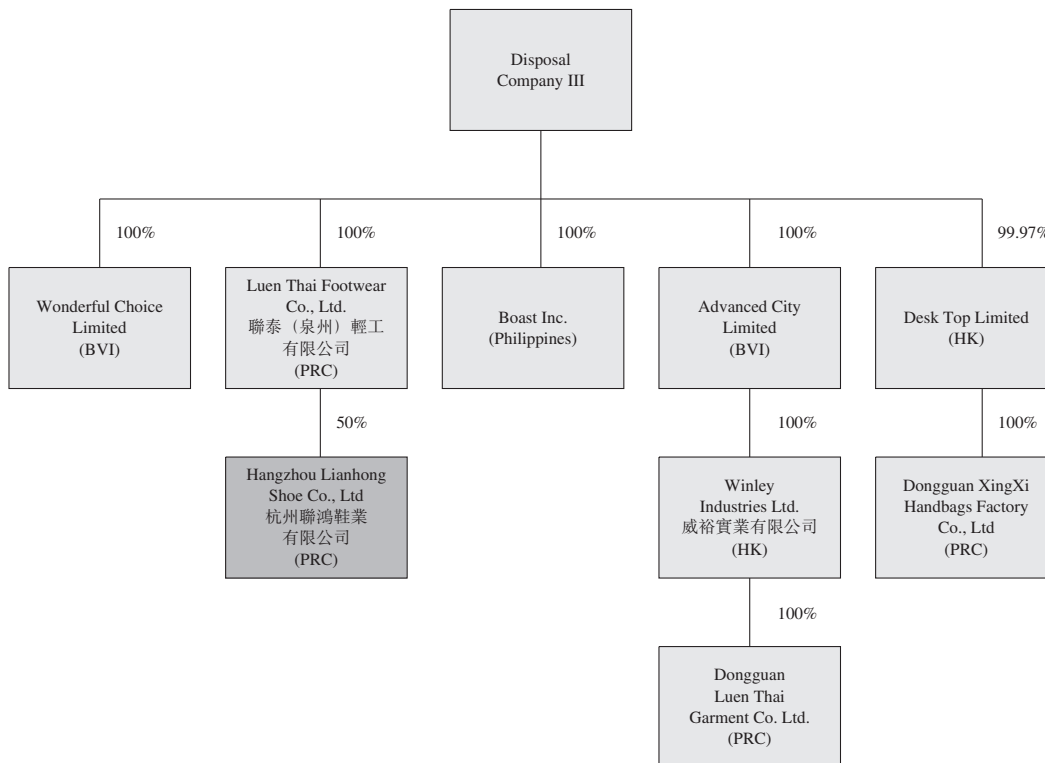 Disposal
Company III
100%
100%
100%
100%
99.97%
Wonderful Choice
Limited
(BVI)
Luen Thai Footwear
Co., Ltd.
聯泰（泉州）輕工
有限公司
(PRC)
Boast Inc.
(Philippines)
Advanced City
Limited
(BVI)
Desk Top Limited
(HK)
50%
100%
100%
Hangzhou Lianhong
Shoe Co., Ltd
杭州聯鴻鞋業
有限公司
(PRC)
Winley
Industries Ltd.
威裕實業有限公司
(HK)
Dongguan XingXi
Handbags Factory
Co., Ltd
(PRC)
100%
Dongguan
Luen Thai
Garment Co. Ltd.
(PRC)